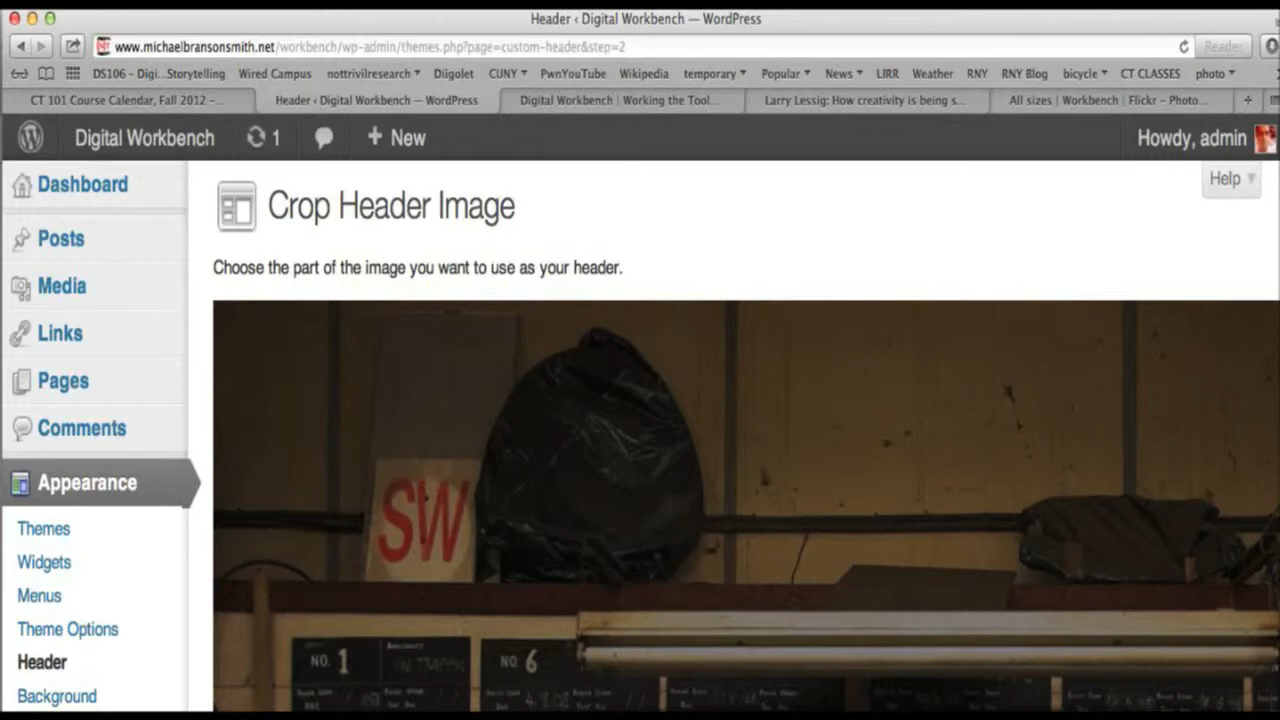 Header ‹ Digital Workbench — WordPress
www.michaelbransonsmith.net/workbench/wp-admin/themes.php?page=custom-header&step=2
Reader
DS106 - Digi...Storytelling Wired Campus nottrivilresearch Diigolet CUNY PwnYouTube Wikipedia temporary Popular News LIRR Weather RNY RNY Blog bicycle CT CLASSES photo
CT 101 Course Calendar, Fall 2012 –... Header ‹ Digital Workbench — WordPress Digital Workbench | Working the Tool... Larry Lessig: How creativity is being s... All sizes | Workbench | Flickr - Photo...
Digital Workbench 1 + New Howdy, admin
Help
Dashboard
Crop Header Image
Posts
Choose the part of the image you want to use as your header.
Media
Links
Pages
Comments
Appearance
SW
Themes
Widgets
Menus
Theme Options
Header
NO. 1
NO. 6
Background